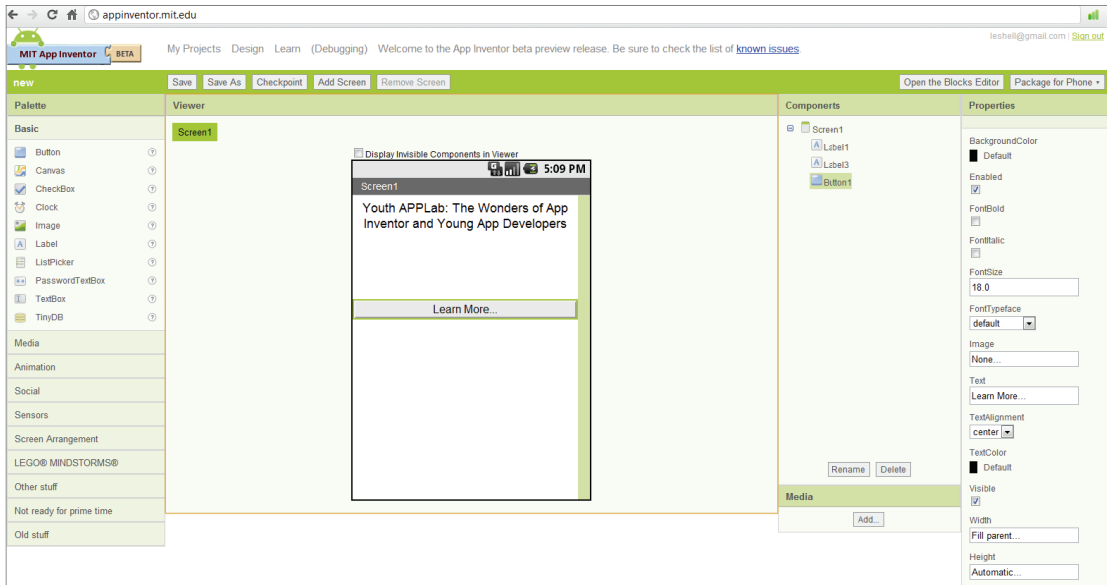 appinventor.mit.edu
leshell@gmail.com | Sign out
MIT App Inventor BETA
My Projects Design Learn (Debugging) Welcome to the App Inventor beta preview release. Be sure to check the list of known issues.
new
Save Save As Checkpoint Add Screen Remove Screen Open the Blocks Editor Package for Phone
Palette
Basic
Button
Canvas
CheckBox
Clock
Image
Label
ListPicker
PasswordTextBox
TextBox
TinyDB
Media
Animation
Social
Sensors
Screen Arrangement
LEGO® MINDSTORMS®
Other stuff
Not ready for prime time
Old stuff
Viewer
Screen1
Display Invisible Components in Viewer
5:09 PM
Screen1
Youth APPLab: The Wonders of App
Inventor and Young App Developers
Learn More...
Components
Screen1
Label1
Label3
Button1
Rename Delete
Media
Add...
Properties
BackgroundColor
Default
Enabled
FontBold
FontItalic
FontSize
18.0
FontTypeface
default
Image
None...
Text
Learn More...
TextAlignment
center
TextColor
Default
Visible
Width
Fill parent...
Height
Automatic...